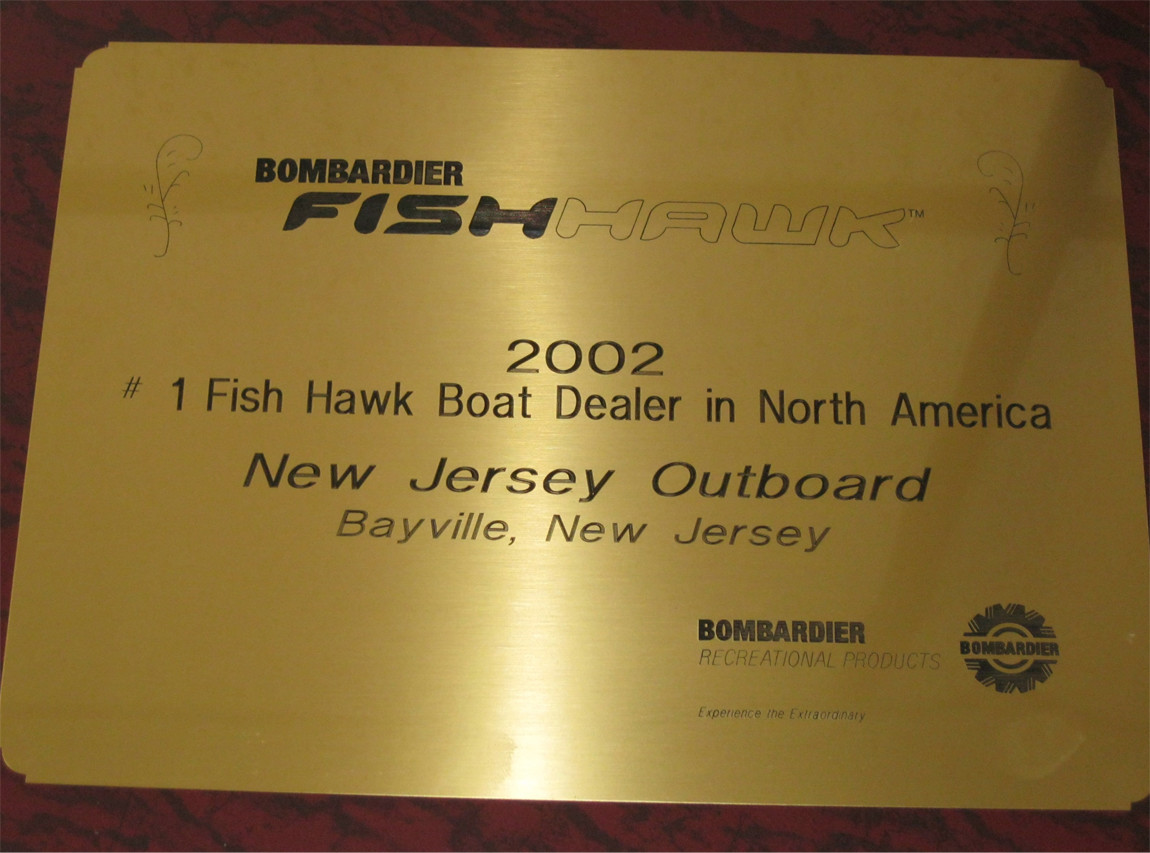 BOMBARDIER
FISHHAWK™
2002
# 1 Fish Hawk Boat Dealer in North America
New Jersey Outboard
Bayville, New Jersey
BOMBARDIER
RECREATIONAL PRODUCTS
BOMBARDIER
Experience the Extraordinary